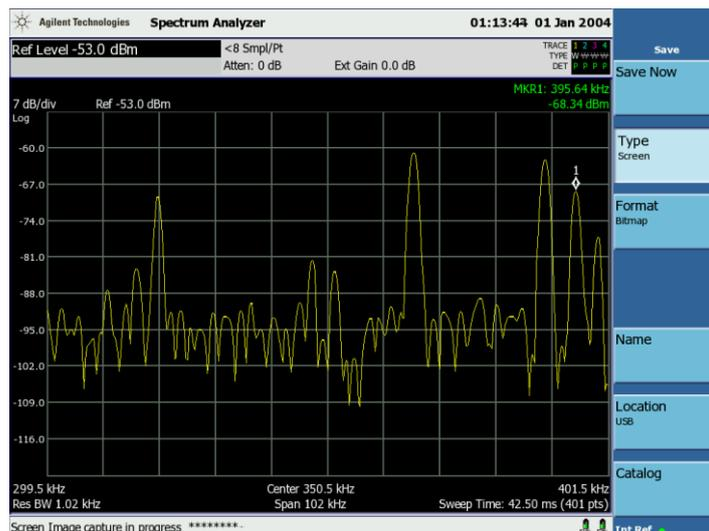 Agilent Technologies Spectrum Analyzer 01:13:43 01 Jan 2004
Ref Level -53.0 dBm
<8 Smpl/Pt
Atten: 0 dB Ext Gain 0.0 dB
TRACE 1 2 3 4
TYPE W W W W
DET P P P P
MKR1: 395.64 kHz
-68.34 dBm
7 dB/div Ref -53.0 dBm
Log
-60.0
-67.0
-74.0
-81.0
-88.0
-95.0
-102.0
-109.0
-116.0
1
299.5 kHz Center 350.5 kHz 401.5 kHz
Res BW 1.02 kHz Span 102 kHz Sweep Time: 42.50 ms (401 pts)
Screen Image capture in progress ********-
Save
Save Now
Type
Screen
Format
Bitmap
Name
Location
USB
Catalog
Int Ref